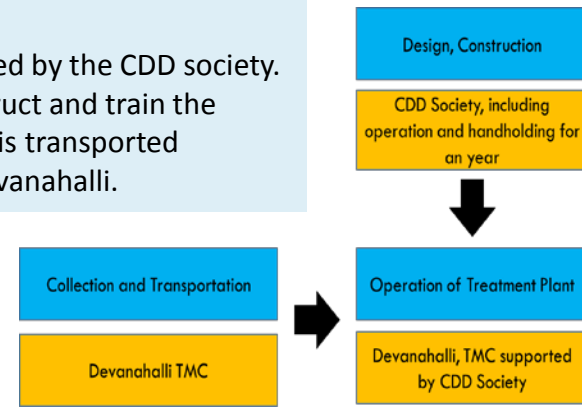 ed by the CDD society.
ruct and train the
is transported
vanahalli.
Design, Construction
CDD Society, including
operation and handholding for
an year
Collection and Transportation
Devanahalli TMC
Operation of Treatment Plant
Devanahalli, TMC supported
by CDD Society